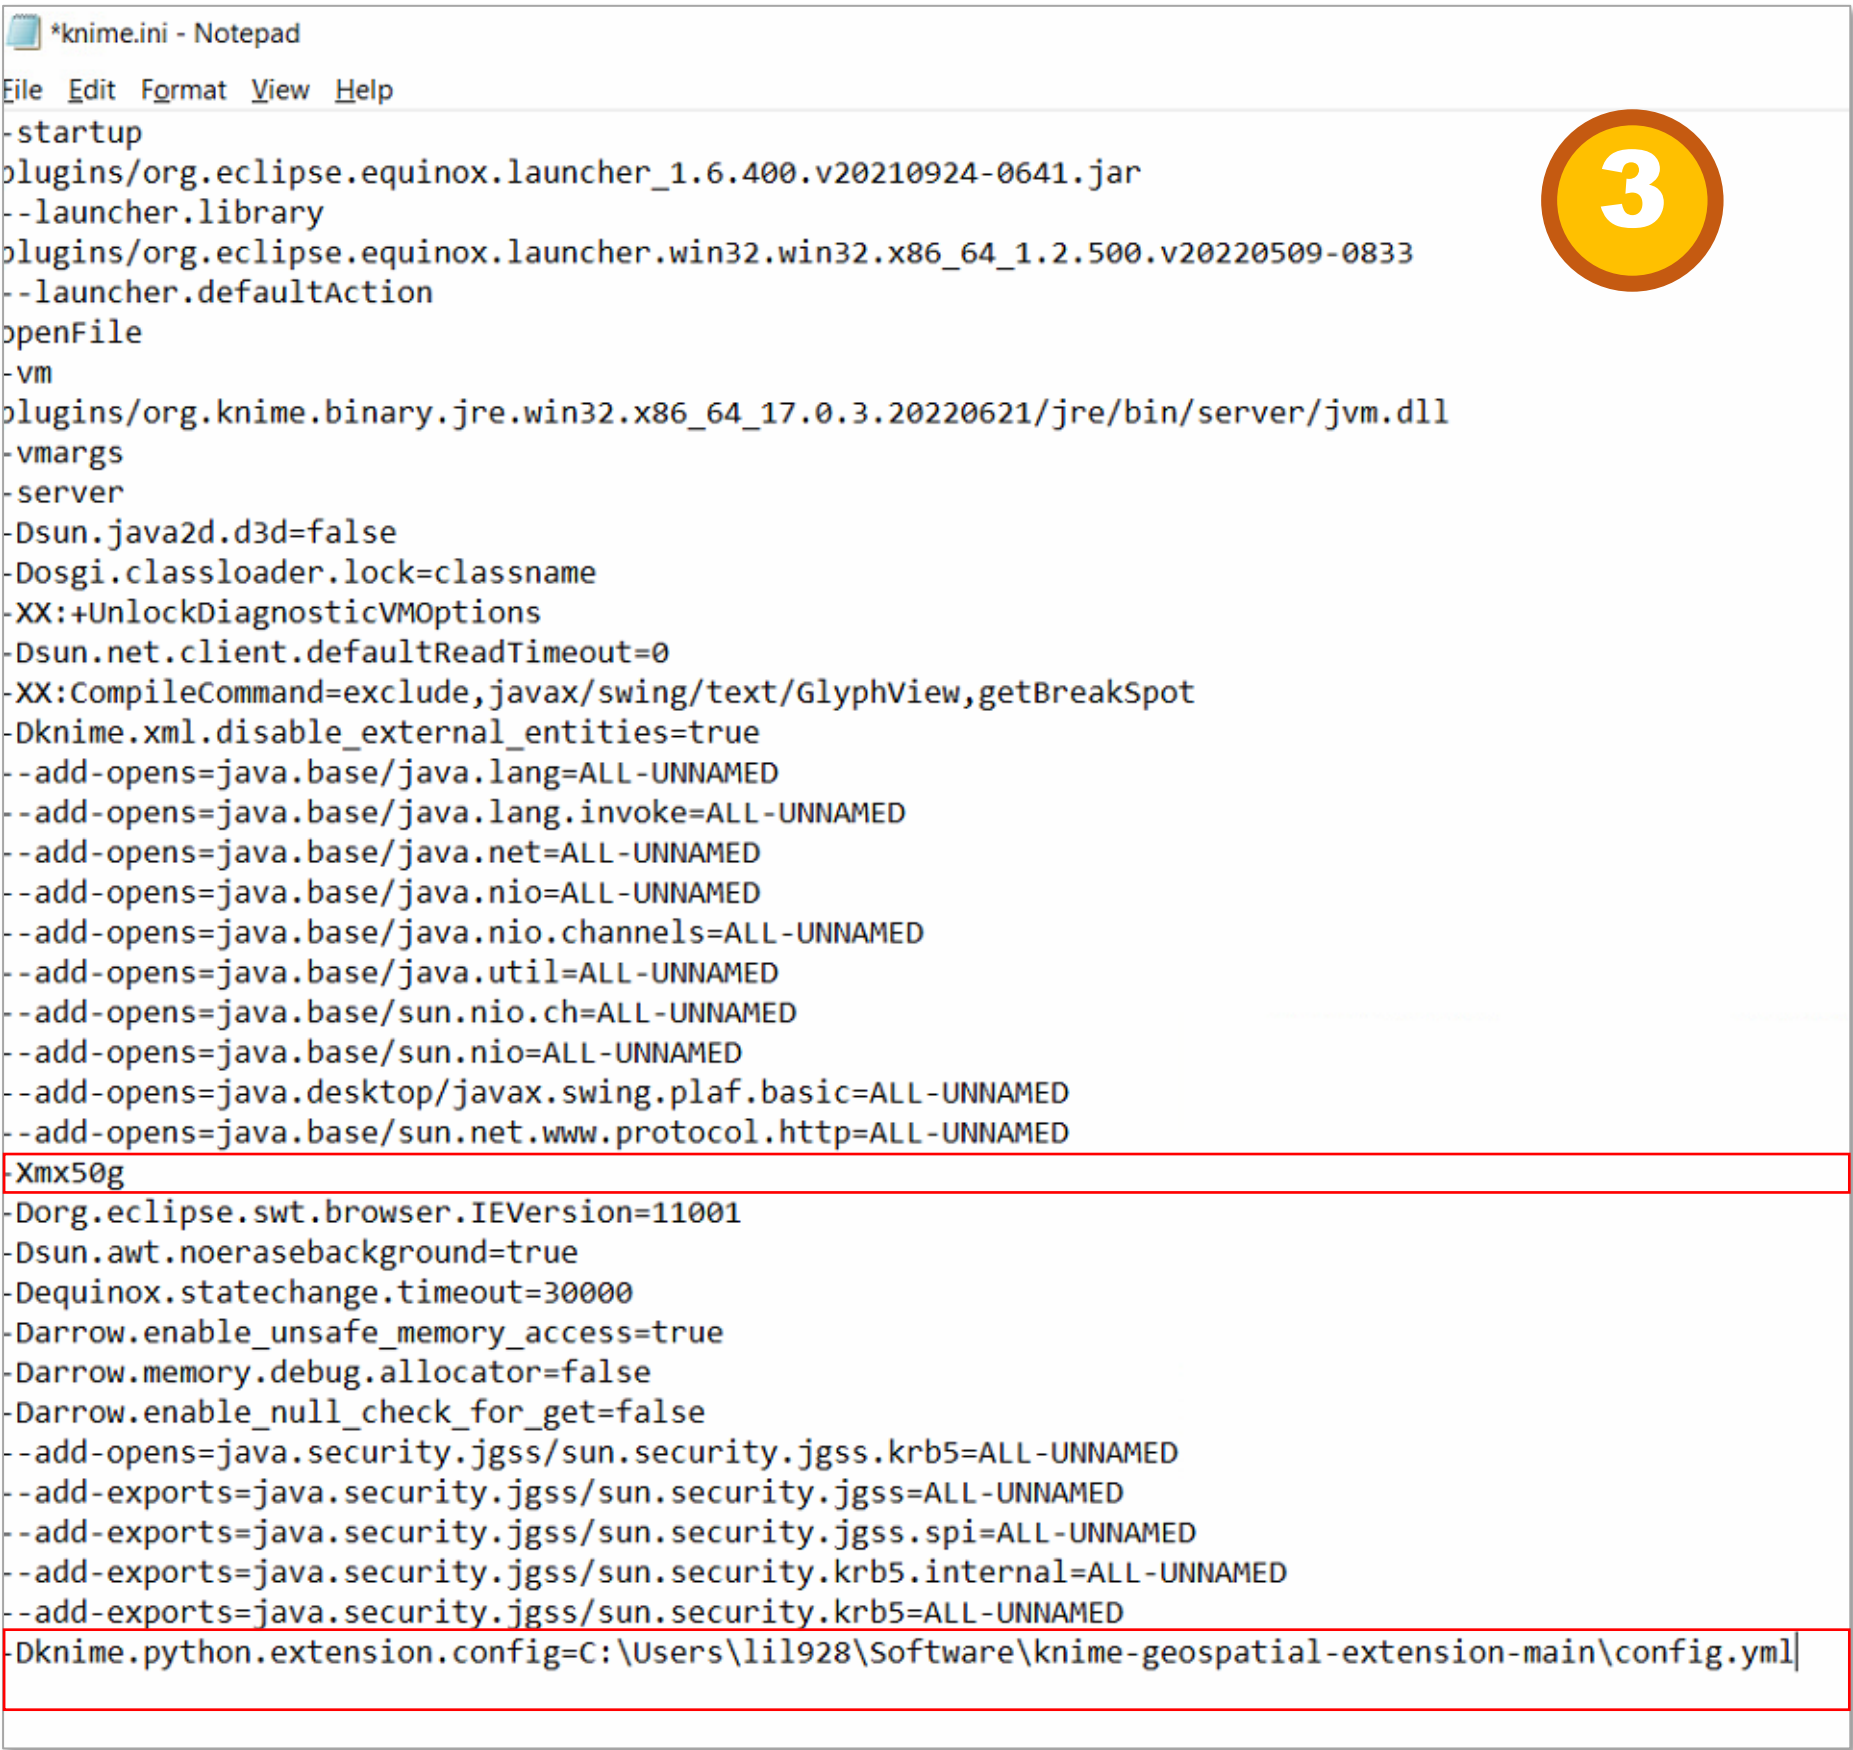 *knime.ini - Notepad
File Edit Format View Help
3
-startup
plugins/org.eclipse.equinox.launcher_1.6.400.v20210924-0641.jar
--launcher.library
plugins/org.eclipse.equinox.launcher.win32.win32.x86_64_1.2.500.v20220509-0833
--launcher.defaultAction
openFile
-vm
plugins/org.knime.binary.jre.win32.x86_64_17.0.3.20220621/jre/bin/server/jvm.dll
-vmargs
-server
-Dsun.java2d.d3d=false
-Dosgi.classloader.lock=classname
-XX:+UnlockDiagnosticVMOptions
-Dsun.net.client.defaultReadTimeout=0
-XX:CompileCommand=exclude,javax/swing/text/GlyphView,getBreakSpot
-Dknime.xml.disable_external_entities=true
--add-opens=java.base/java.lang=ALL-UNNAMED
--add-opens=java.base/java.lang.invoke=ALL-UNNAMED
--add-opens=java.base/java.net=ALL-UNNAMED
--add-opens=java.base/java.nio=ALL-UNNAMED
--add-opens=java.base/java.nio.channels=ALL-UNNAMED
--add-opens=java.base/java.util=ALL-UNNAMED
--add-opens=java.base/sun.nio.ch=ALL-UNNAMED
--add-opens=java.base/sun.nio=ALL-UNNAMED
--add-opens=java.desktop/javax.swing.plaf.basic=ALL-UNNAMED
--add-opens=java.base/sun.net.www.protocol.http=ALL-UNNAMED
-Xmx50g
-Dorg.eclipse.swt.browser.IEVersion=11001
-Dsun.awt.noerasebackground=true
-Dequinox.statechange.timeout=30000
-Darrow.enable_unsafe_memory_access=true
-Darrow.memory.debug.allocator=false
-Darrow.enable_null_check_for_get=false
--add-opens=java.security.jgss/sun.security.jgss.krb5=ALL-UNNAMED
--add-exports=java.security.jgss/sun.security.jgss=ALL-UNNAMED
--add-exports=java.security.jgss/sun.security.jgss.spi=ALL-UNNAMED
--add-exports=java.security.jgss/sun.security.krb5.internal=ALL-UNNAMED
--add-exports=java.security.jgss/sun.security.krb5=ALL-UNNAMED
-Dknime.python.extension.config=C:\Users\lil928\Software\knime-geospatial-extension-main\config.yml